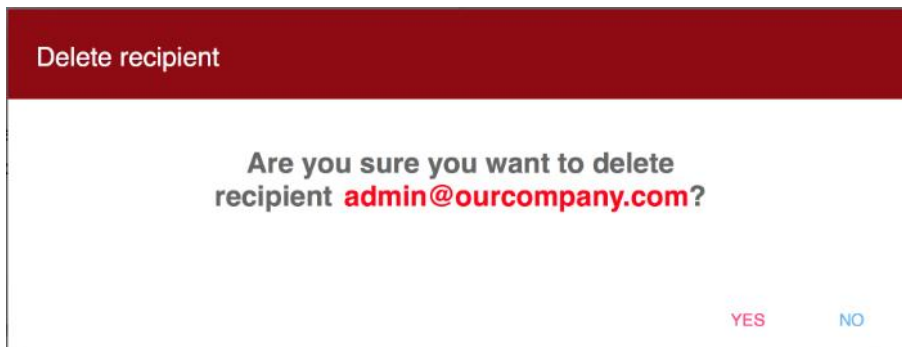 Delete recipient
Are you sure you want to delete
recipient admin@ourcompany.com?
YES NO